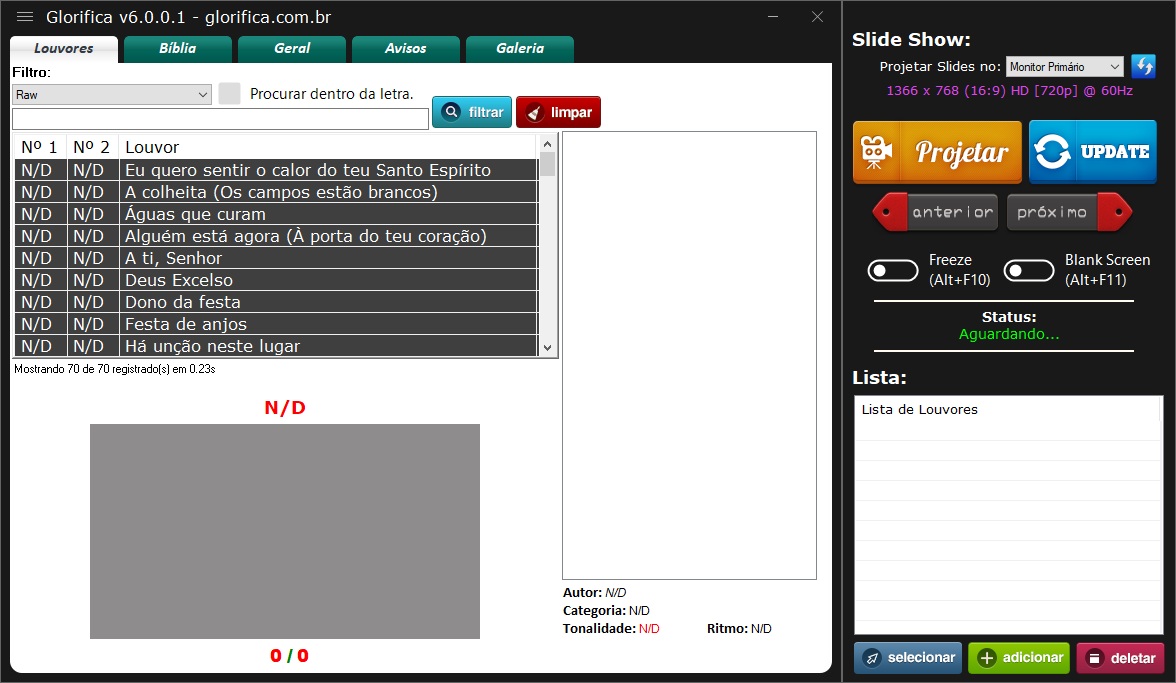 Glorifica v6.0.0.1 - glorifica.com.br
Louvores Bíblia Geral Avisos Galeria
Filtro:
Raw
Procurar dentro da letra.
filtrar limpar
Nº 1 Nº 2 Louvor
N/D N/D Eu quero sentir o calor do teu Santo Espírito
N/D N/D A colheita (Os campos estão brancos)
N/D N/D Águas que curam
N/D N/D Alguém está agora (À porta do teu coração)
N/D N/D A ti, Senhor
N/D N/D Deus Excelso
N/D N/D Dono da festa
N/D N/D Festa de anjos
N/D N/D Há unção neste lugar
Mostrando 70 de 70 registrado(s) em 0.23s
N/D
0 / 0
Autor: N/D
Categoria: N/D
Tonalidade: N/D Ritmo: N/D
Slide Show:
Projetar Slides no: Monitor Primário
1366 x 768 (16:9) HD [720p] @ 60Hz
Projetar UPDATE
anterior próximo
Freeze
(Alt+F10)
Blank Screen
(Alt+F11)
Status:
Aguardando...
Lista:
Lista de Louvores
selecionar adicionar deletar